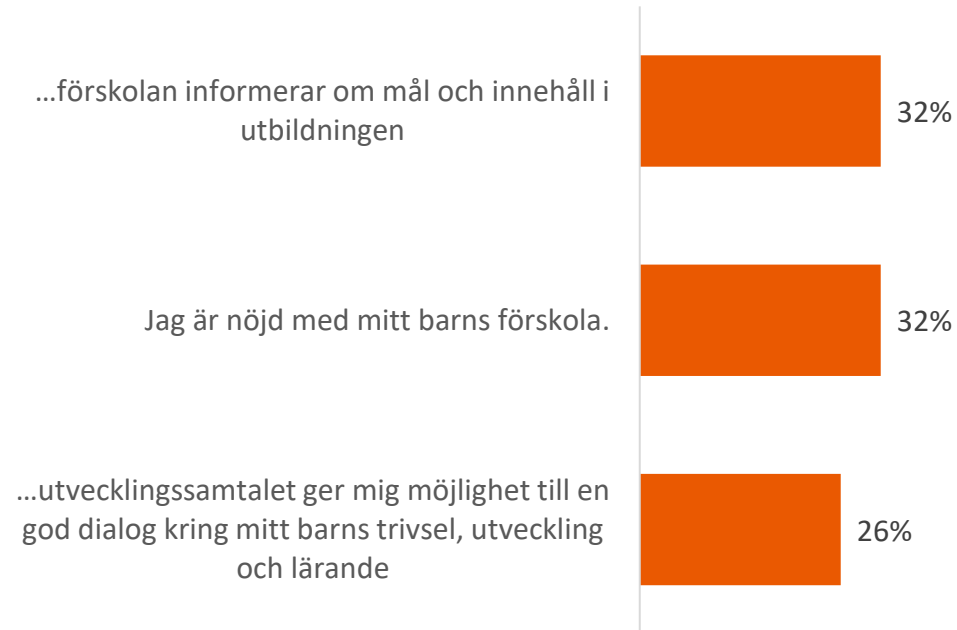 ...förskolan informerar om mål och innehåll i
utbildningen
32%
Jag är nöjd med mitt barns förskola.
32%
...utvecklingssamtalet ger mig möjlighet till en
god dialog kring mitt barns trivsel, utveckling
och lärande
26%